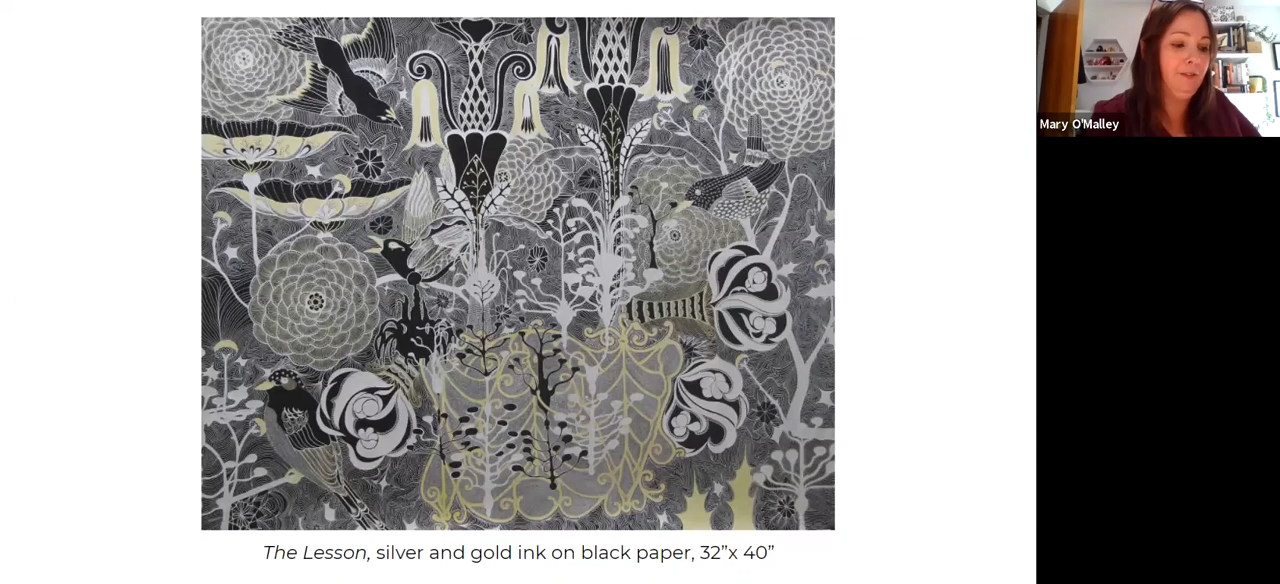 Mary O'Malley
The Lesson, silver and gold ink on black paper, 32”x 40”